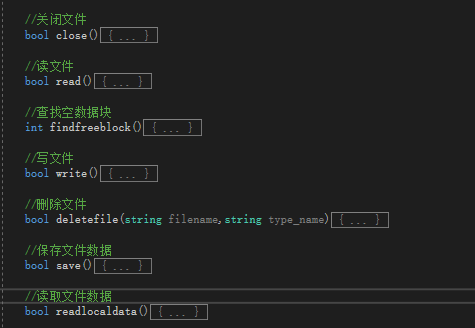 //关闭文件
bool close(){ ... }
//读文件
bool read(){ ... }
//查找空数据块
int findfreeblock(){ ... }
//写文件
bool write(){ ... }
//删除文件
bool deletefile(string filename,string type_name){ ... }
//保存文件数据
bool save(){ ... }
//读取文件数据
bool readlocaldata(){ ... }